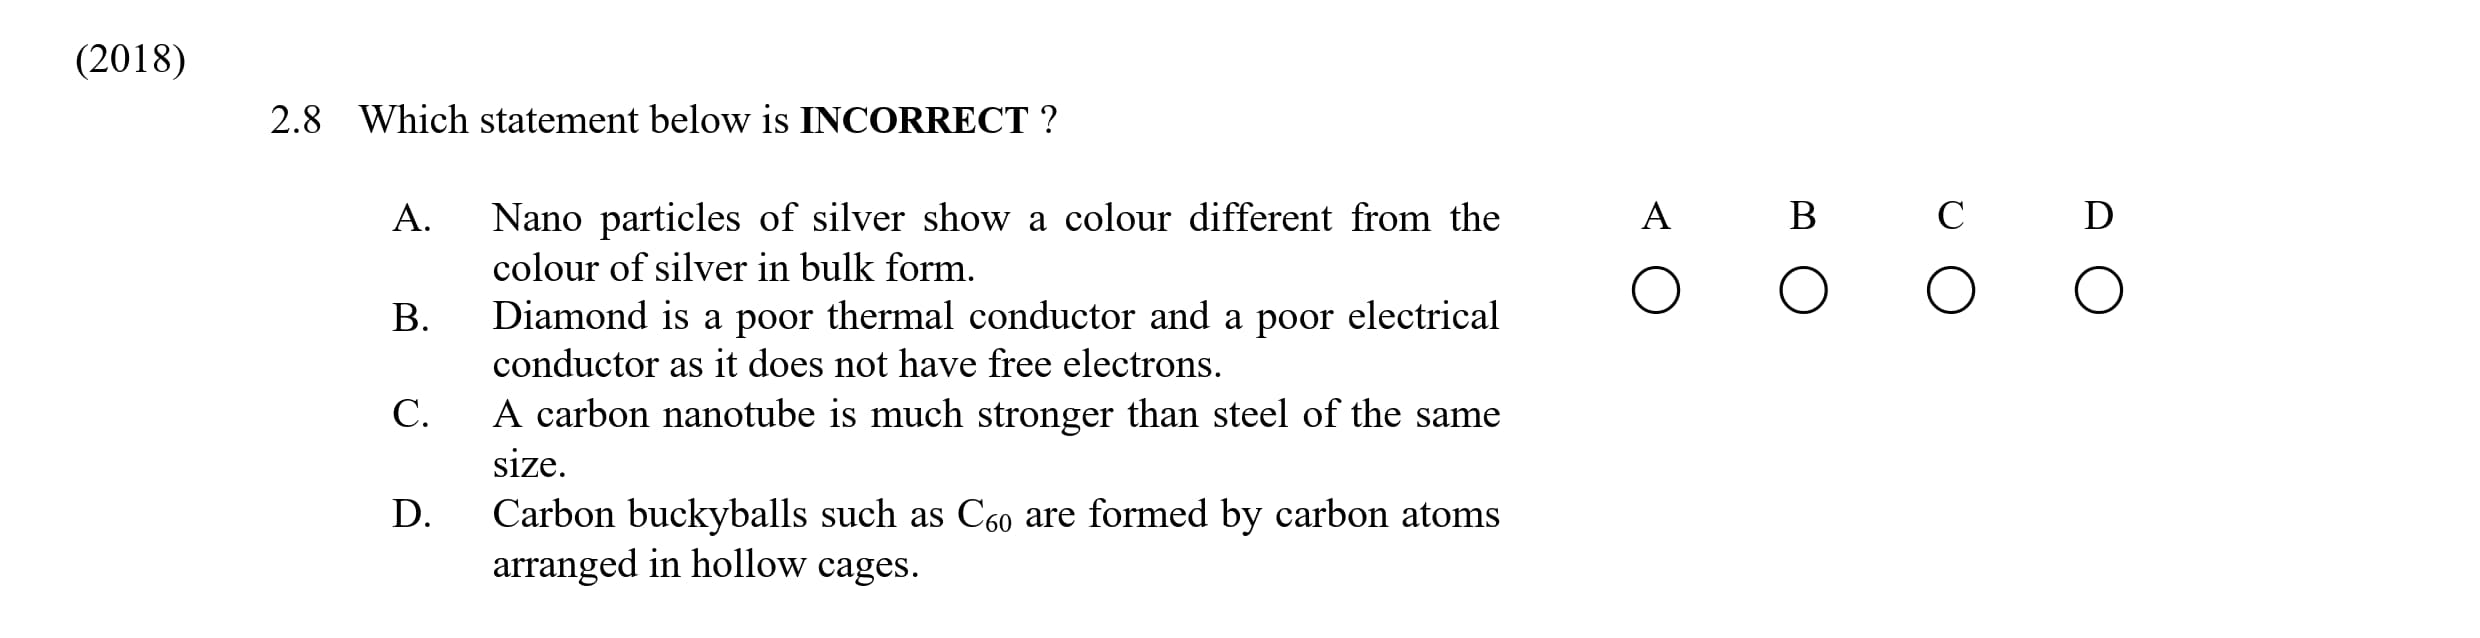 (2018)
2.8 Which statement below is INCORRECT ?
A. Nano particles of silver show a colour different from the
colour of silver in bulk form.
B. Diamond is a poor thermal conductor and a poor electrical
conductor as it does not have free electrons.
C. A carbon nanotube is much stronger than steel of the same
size.
D. Carbon buckyballs such as C₆₀ are formed by carbon atoms
arranged in hollow cages.
A B C D